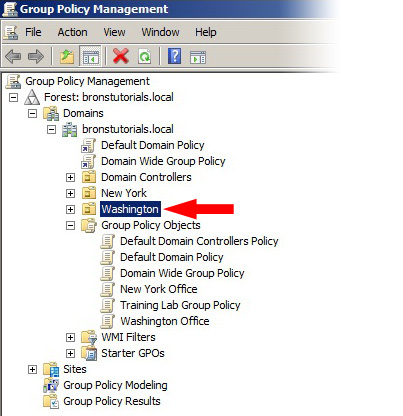 Group Policy Management
File Action View Window Help
Group Policy Management
Forest: bronstutorials.local
Domains
bronstutorials.local
Default Domain Policy
Domain Wide Group Policy
Domain Controllers
New York
Washington
Group Policy Objects
Default Domain Controllers Policy
Default Domain Policy
Domain Wide Group Policy
New York Office
Training Lab Group Policy
Washington Office
WMI Filters
Starter GPOs
Sites
Group Policy Modeling
Group Policy Results